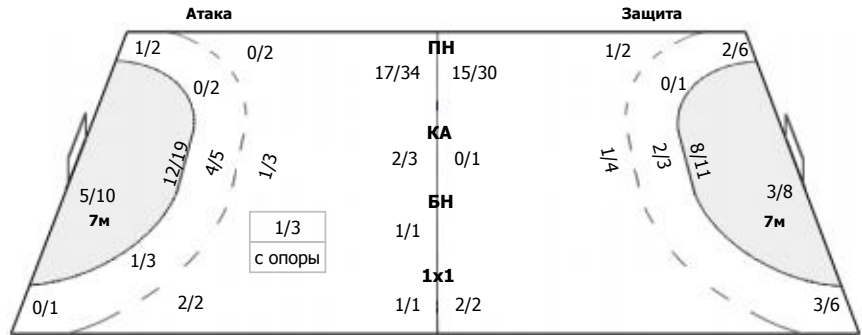 Атака Защита
1/2 0/2 ПН 1/2 2/6
17/34 15/30
0/2 0/1
КА
12/19 4/5 1/3 2/3 0/1 1/4 2/3 8/11
5/10 БН 3/8
7м 7м
1/3 1/1
с опоры
1/3
1x1
0/1 2/2 1/1 2/2 3/6